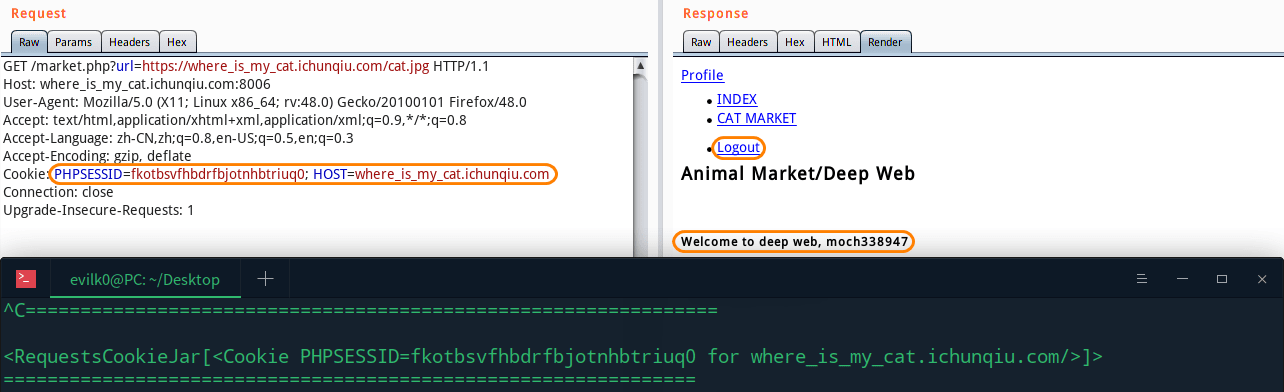 Request
Raw Params Headers Hex
GET /market.php?url=https://where_is_my_cat.ichunqiu.com/cat.jpg HTTP/1.1
Host: where_is_my_cat.ichunqiu.com:8006
User-Agent: Mozilla/5.0 (X11; Linux x86_64; rv:48.0) Gecko/20100101 Firefox/48.0
Accept: text/html,application/xhtml+xml,application/xml;q=0.9,*/*;q=0.8
Accept-Language: zh-CN,zh;q=0.8,en-US;q=0.5,en;q=0.3
Accept-Encoding: gzip, deflate
Cookie: PHPSESSID=fkotbsvfhbdrfbjotnhbtriuq0; HOST=where_is_my_cat.ichunqiu.com
Connection: close
Upgrade-Insecure-Requests: 1
Response
Raw Headers Hex HTML Render
Profile
INDEX
CAT MARKET
Logout
Animal Market/Deep Web
Welcome to deep web, moch338947
evilk0@PC: ~/Desktop
^C===============================================================
<RequestsCookieJar[<Cookie PHPSESSID=fkotbsvfhbdrfbjotnhbtriuq0 for where_is_my_cat.ichunqiu.com/>]>
===============================================================